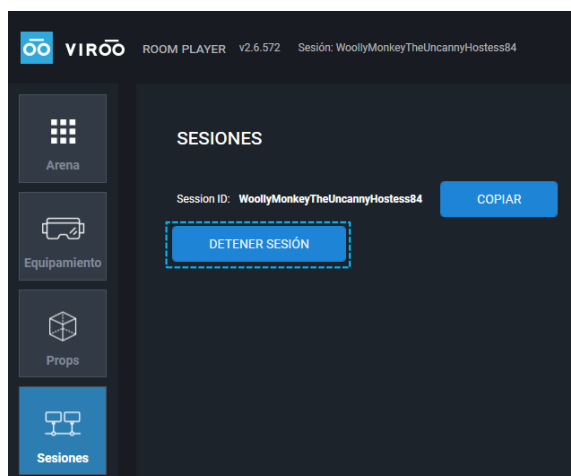 VIROO ROOM PLAYER v2.6.572 Sesión: WoollyMonkeyTheUncannyHostess84
Arena
Equipamiento
Props
Sesiones
SESIONES
Session ID: WoollyMonkeyTheUncannyHostess84 COPIAR
DETENER SESIÓN